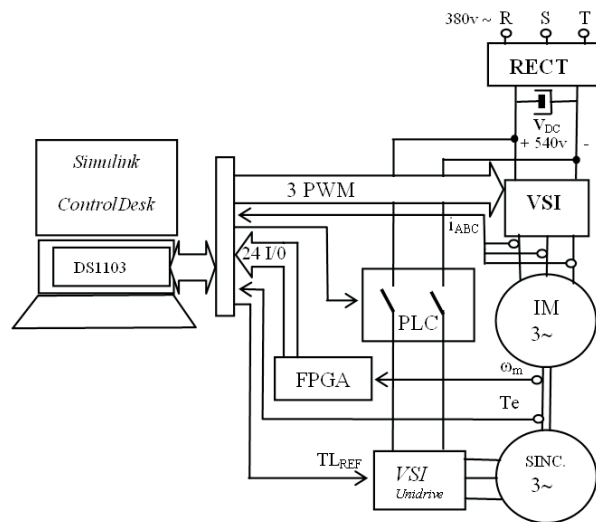 380v ~ R S T
RECT
V_DC
+ 540v -
Simulink
ControlDesk
DS1103
3 PWM
VSI
i_ABC
24 I/0
IM
3~
PLC
FPGA
ω_m
Te
TL_REF
VSI
Unidrive
SINC.
3~